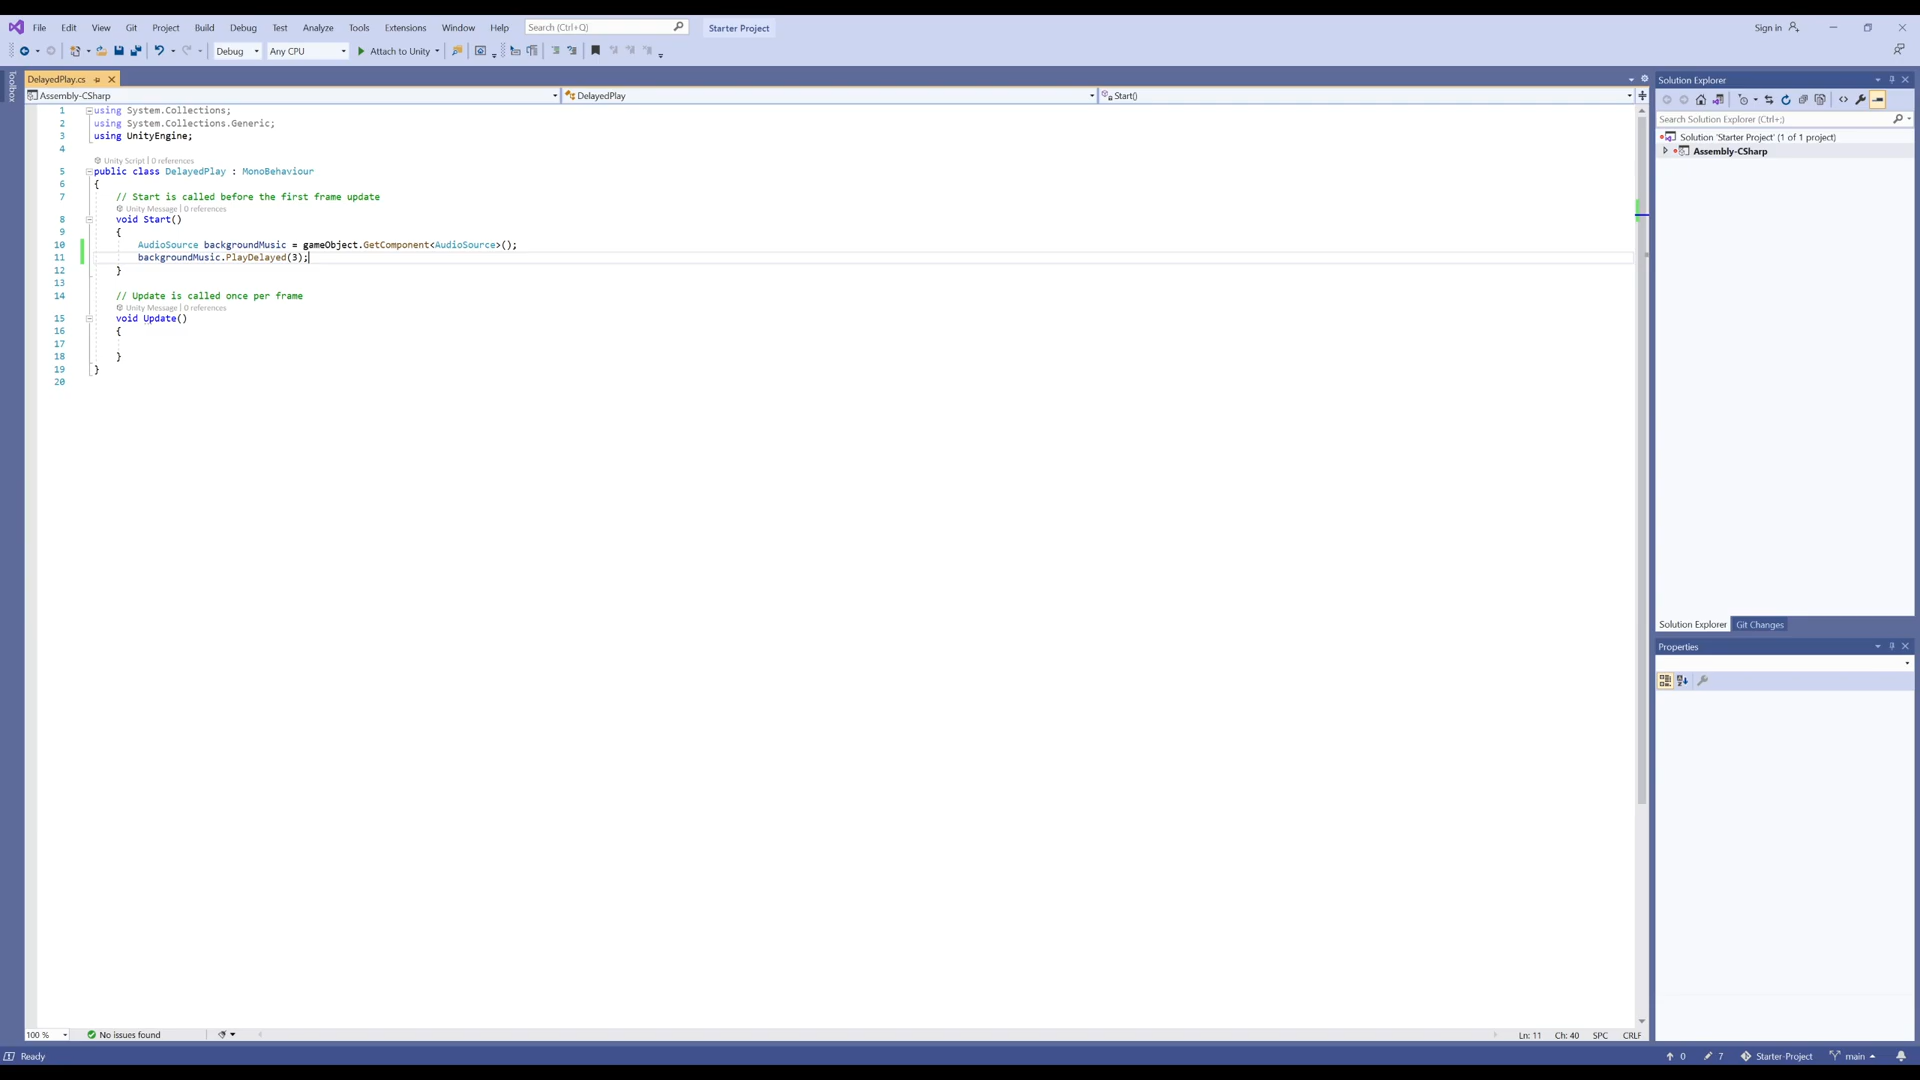 File Edit View Git Project Build Debug Test Analyze Tools Extensions Window Help Search (Ctrl+Q) Starter Project Sign in
Debug Any CPU Attach to Unity
Toolbox
DelayedPlay.cs
Assembly-CSharp DelayedPlay Start()
1 using System.Collections;
2 using System.Collections.Generic;
3 using UnityEngine;
4
Unity Script | 0 references
5 public class DelayedPlay : MonoBehaviour
6 {
7 // Start is called before the first frame update
Unity Message | 0 references
8 void Start()
9 {
10 AudioSource backgroundMusic = gameObject.GetComponent<AudioSource>();
11 backgroundMusic.PlayDelayed(3);
12 }
13
14 // Update is called once per frame
Unity Message | 0 references
15 void Update()
16 {
17
18 }
19 }
20
100 % No issues found Ln: 11 Ch: 40 SPC CRLF
Solution Explorer
Search Solution Explorer (Ctrl+;)
Solution 'Starter Project' (1 of 1 project)
Assembly-CSharp
Solution Explorer Git Changes
Properties
Ready 0 7 Starter-Project main